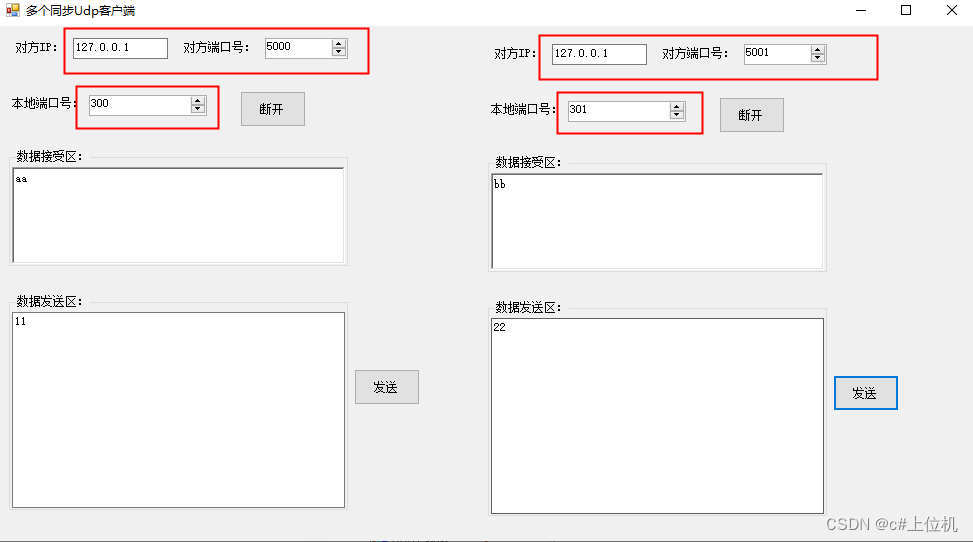 多个同步Udp客户端
对方IP: 127.0.0.1 对方端口号: 5000
本地端口号: 300 断开
数据接受区:
aa
数据发送区:
11
发送
对方IP: 127.0.0.1 对方端口号: 5001
本地端口号: 301 断开
数据接受区:
bb
数据发送区:
22
发送
CSDN @c#上位机